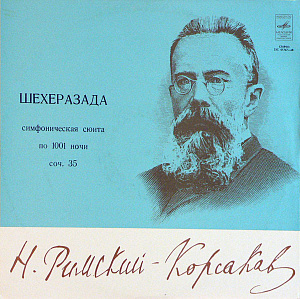 ШЕХЕРАЗАДА
симфоническая сюита
по 1001 ночи
соч. 35
Н. Римский-Корсаков